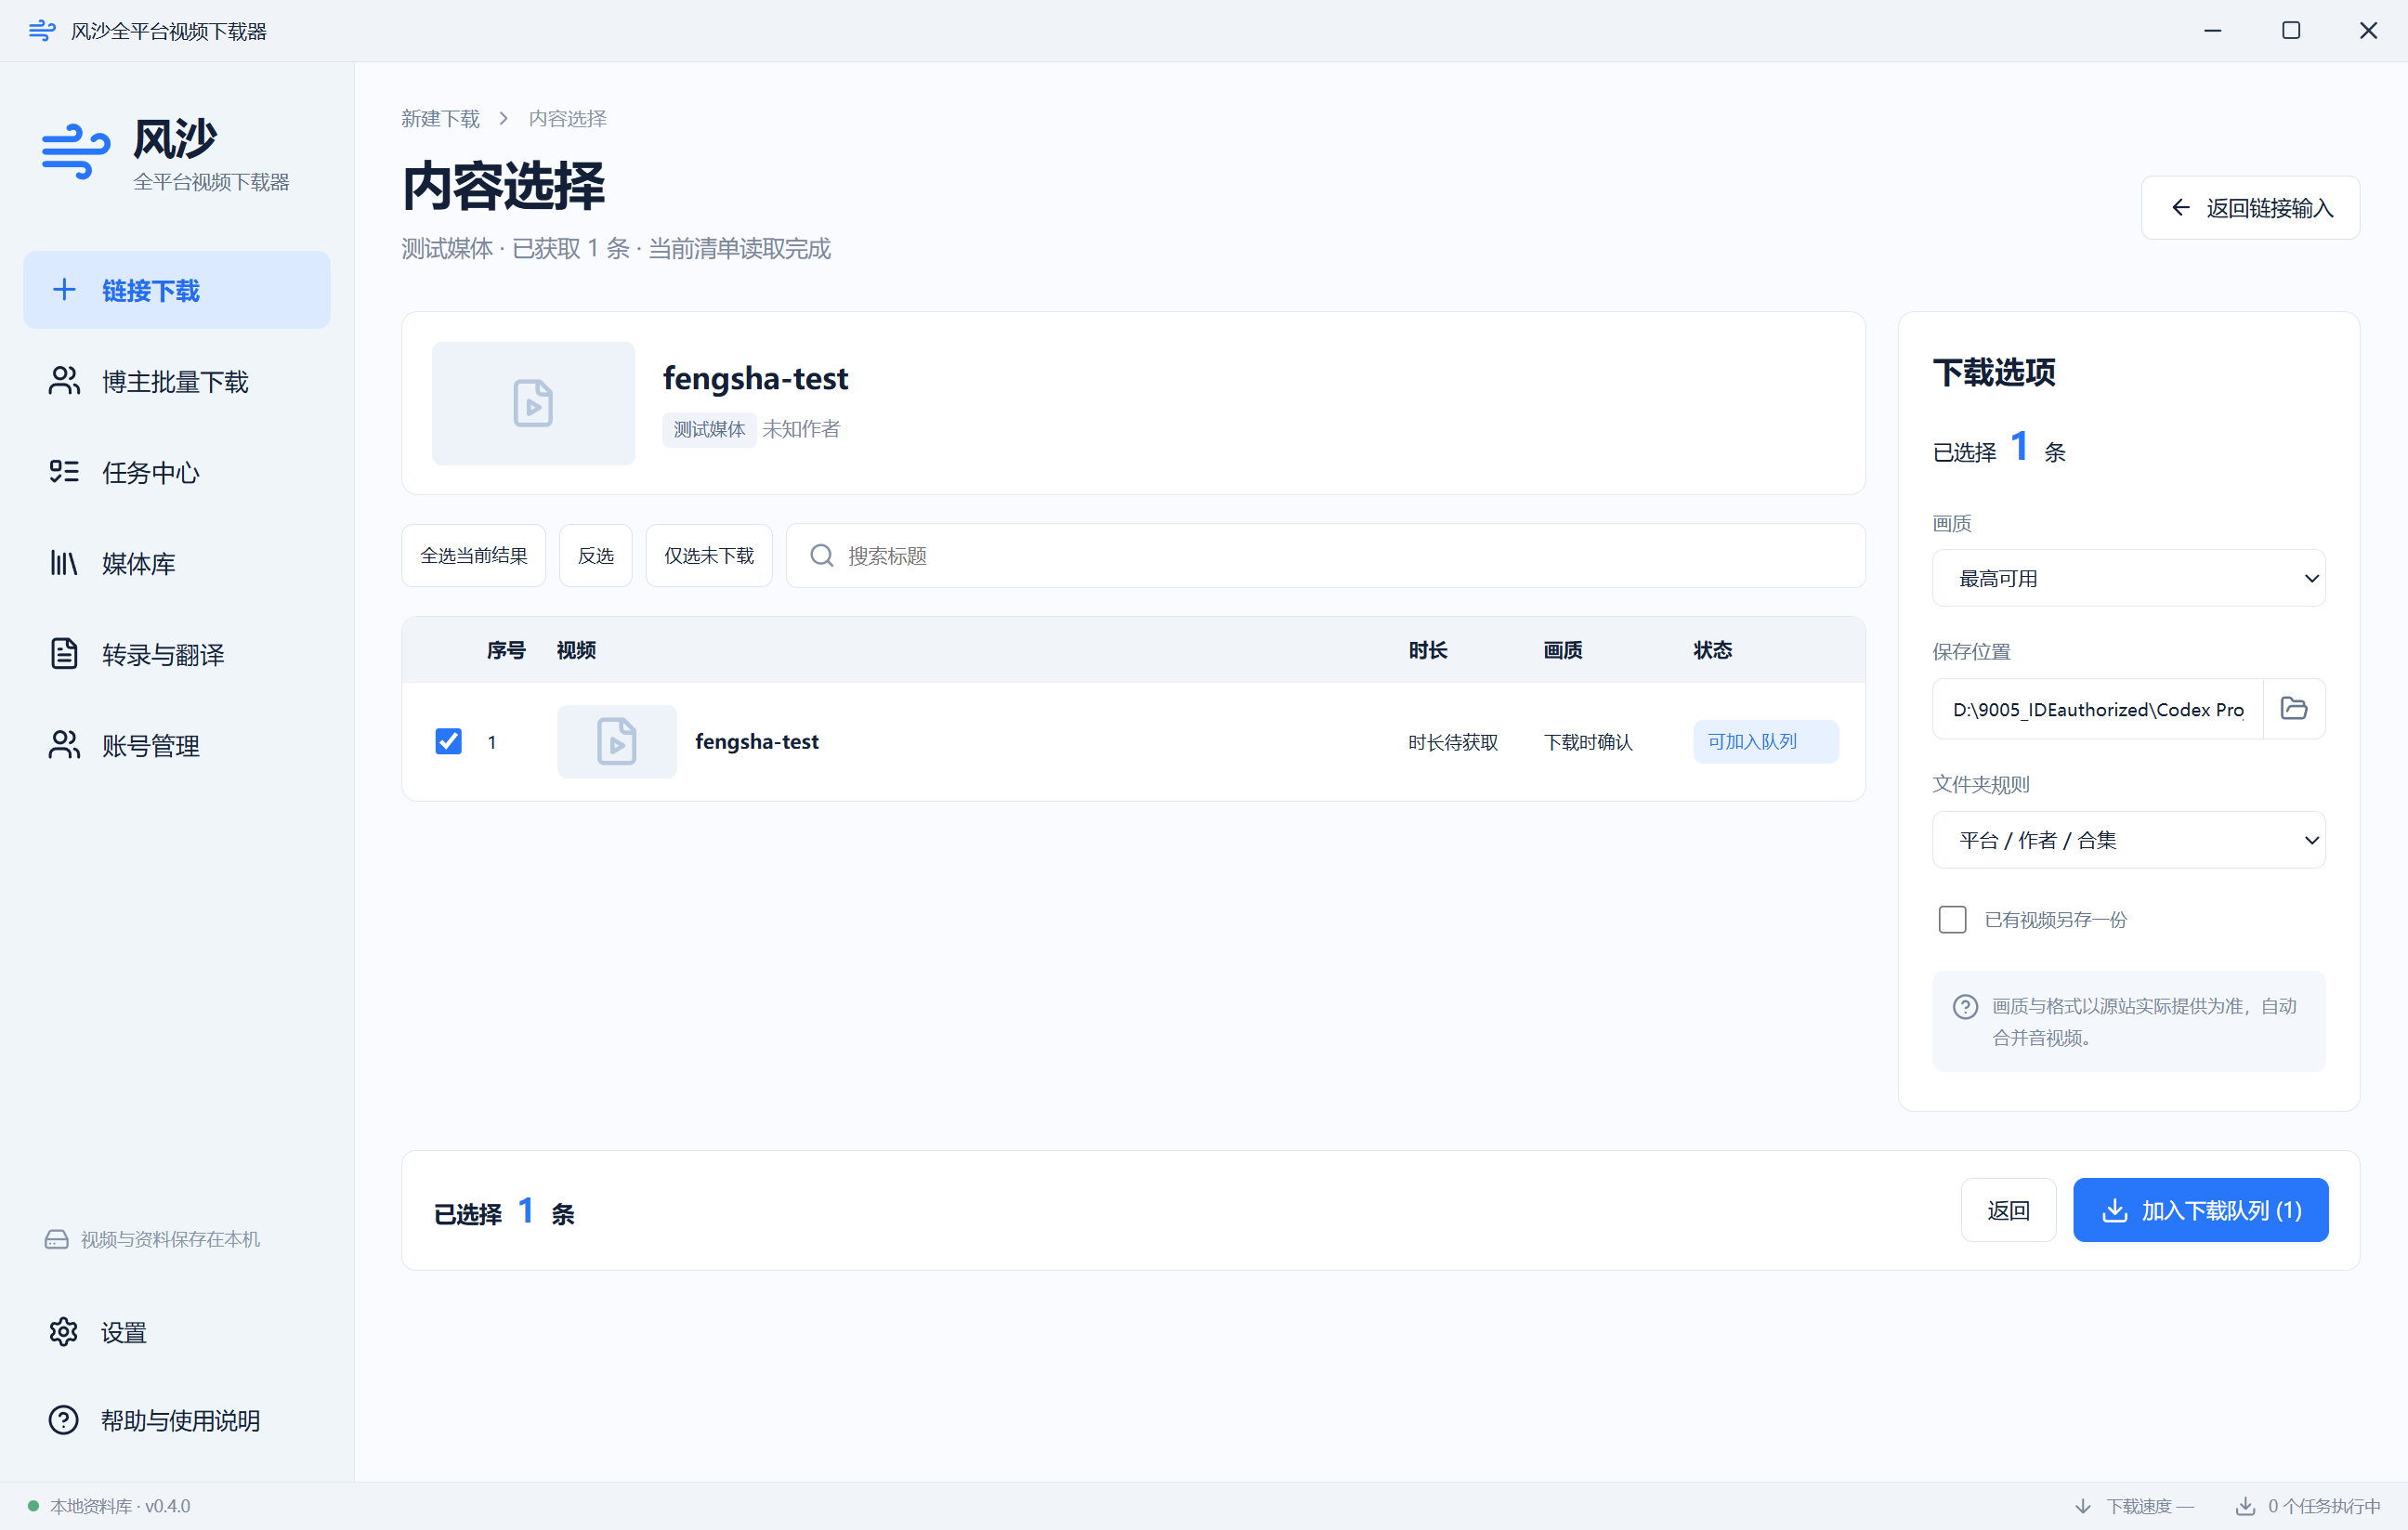 风沙全平台视频下载器
风沙
全平台视频下载器
链接下载
博主批量下载
任务中心
媒体库
转录与翻译
账号管理
视频与资料保存在本机
设置
帮助与使用说明
新建下载 > 内容选择
内容选择
测试媒体 · 已获取 1 条 · 当前清单读取完成
返回链接输入
fengsha-test
测试媒体 未知作者
全选当前结果 反选 仅选未下载 搜索标题
序号 视频 时长 画质 状态
1 fengsha-test 时长待获取 下载时确认 可加入队列
下载选项
已选择 1 条
画质
最高可用
保存位置
D:\9005_IDEauthorized\Codex Pro
文件夹规则
平台 / 作者 / 合集
已有视频另存一份
画质与格式以源站实际提供为准，自动
合并音视频。
已选择 1 条
返回 加入下载队列 (1)
本地资料库 · v0.4.0
下载速度 — 0 个任务执行中